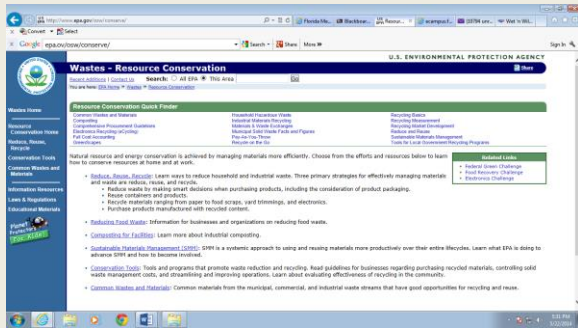 http://www.epa.gov/osw/conserve/
Convert
Select
Google
epa.ov/osw/conserve/
Search
Share
More
Sign In
U.S. ENVIRONMENTAL PROTECTION AGENCY
Wastes - Resource Conservation
Share
Recent Additions | Contact Us Search: All EPA This Area Go
You are here: EPA Home » Wastes » Resource Conservation
Wastes Home
Resource Conservation Home
Reduce, Reuse, Recycle
Conservation Tools
Common Wastes and Materials
Information Resources
Laws & Regulations
Educational Materials
Planet Protectors
For KIDS!
Resource Conservation Quick Finder
Common Wastes and Materials
Composting
Comprehensive Procurement Guidelines
Electronics Recycling (eCycling)
Full Cost Accounting
GreenScapes
Household Hazardous Waste
Industrial Materials Recycling
Materials & Waste Exchanges
Municipal Solid Waste Facts and Figures
Pay-As-You-Throw
Recycle on the Go
Recycling Basics
Recycling Measurement
Recycling Market Development
Reduce and Reuse
Sustainable Materials Management
Tools for Local Government Recycling Programs
Natural resource and energy conservation is achieved by managing materials more efficiently. Choose from the efforts and resources below to learn
how to conserve resources at home and at work.
Related Links
Federal Green Challenge
Food Recovery Challenge
Electronics Challenge
Reduce, Reuse, Recycle: Learn ways to reduce household and industrial waste. Three primary strategies for effectively managing materials
and waste are reduce, reuse, and recycle.
Reduce waste by making smart decisions when purchasing products, including the consideration of product packaging.
Reuse containers and products.
Recycle materials ranging from paper to food scraps, yard trimmings, and electronics.
Purchase products manufactured with recycled content.
Reducing Food Waste: Information for businesses and organizations on reducing food waste.
Composting for Facilities: Learn more about industrial composting.
Sustainable Materials Management (SMM): SMM is a systemic approach to using and reusing materials more productively over their entire lifecycles. Learn what EPA is doing to
advance SMM and how to become involved.
Conservation Tools: Tools and programs that promote waste reduction and recycling. Read guidelines for businesses regarding purchasing recycled materials, controlling solid
waste management costs, and streamlining and improving operations. Learn about evaluating effectiveness of recycling in the community.
Common Wastes and Materials: Common materials from the municipal, commercial, and industrial waste streams that have good opportunities for recycling and reuse.